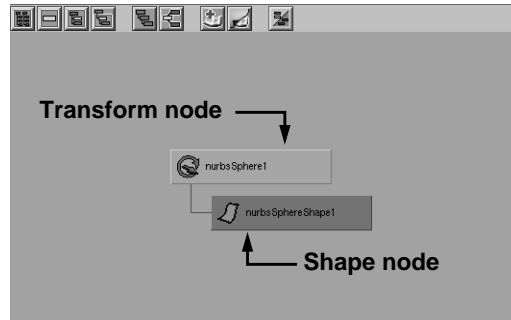 Transform node
nurbsSphere1
nurbsSphereShape1
Shape node